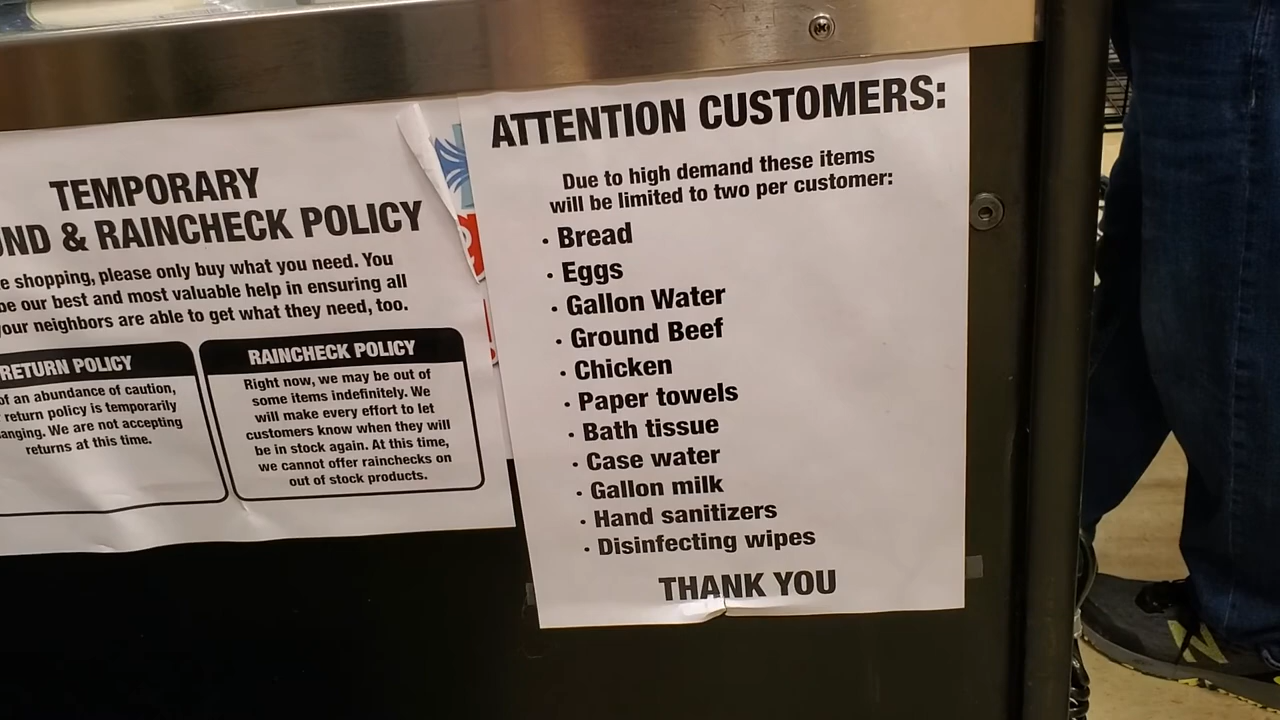 TEMPORARY
& RAINCHECK POLICY
shopping, please only buy what you need. You
be our best and most valuable help in ensuring all
your neighbors are able to get what they need, too.
RETURN POLICY
of an abundance of caution,
return policy is temporarily
We are not accepting
returns at this time.
RAINCHECK POLICY
Right now, we may be out of
some items indefinitely. We
will make every effort to let
customers know when they will
be in stock again. At this time,
we cannot offer rainchecks on
out of stock products.
ATTENTION CUSTOMERS:
Due to high demand these items
will be limited to two per customer:
· Bread
· Eggs
· Gallon Water
· Ground Beef
· Chicken
· Paper towels
· Bath tissue
· Case water
· Gallon milk
· Hand sanitizers
· Disinfecting wipes
THANK YOU
N